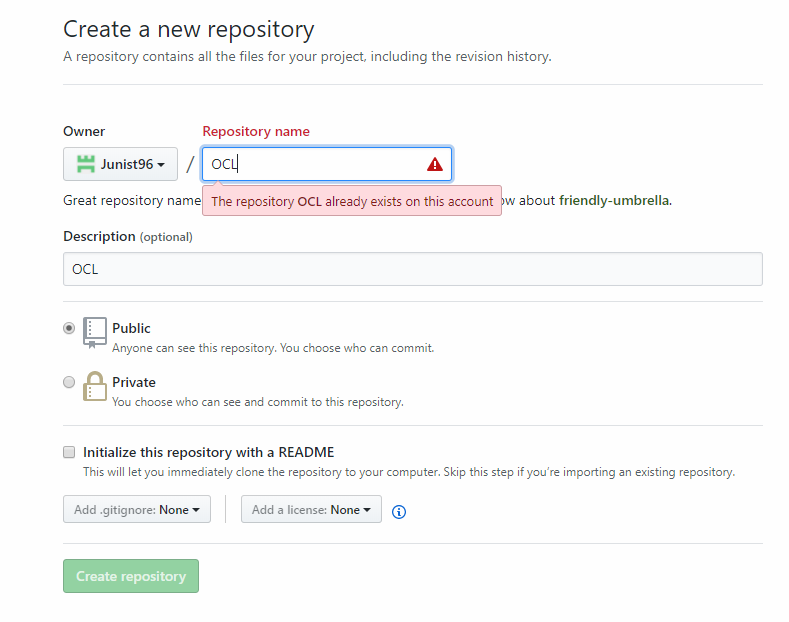 Create a new repository
A repository contains all the files for your project, including the revision history.
Owner
Repository name
Junist96
/
OCL
Great repository name
The repository OCL already exists on this account
ow about friendly-umbrella.
Description (optional)
OCL
Public
Anyone can see this repository. You choose who can commit.
Private
You choose who can see and commit to this repository.
Initialize this repository with a README
This will let you immediately clone the repository to your computer. Skip this step if you're importing an existing repository.
Add .gitignore: None
Add a license: None
Create repository